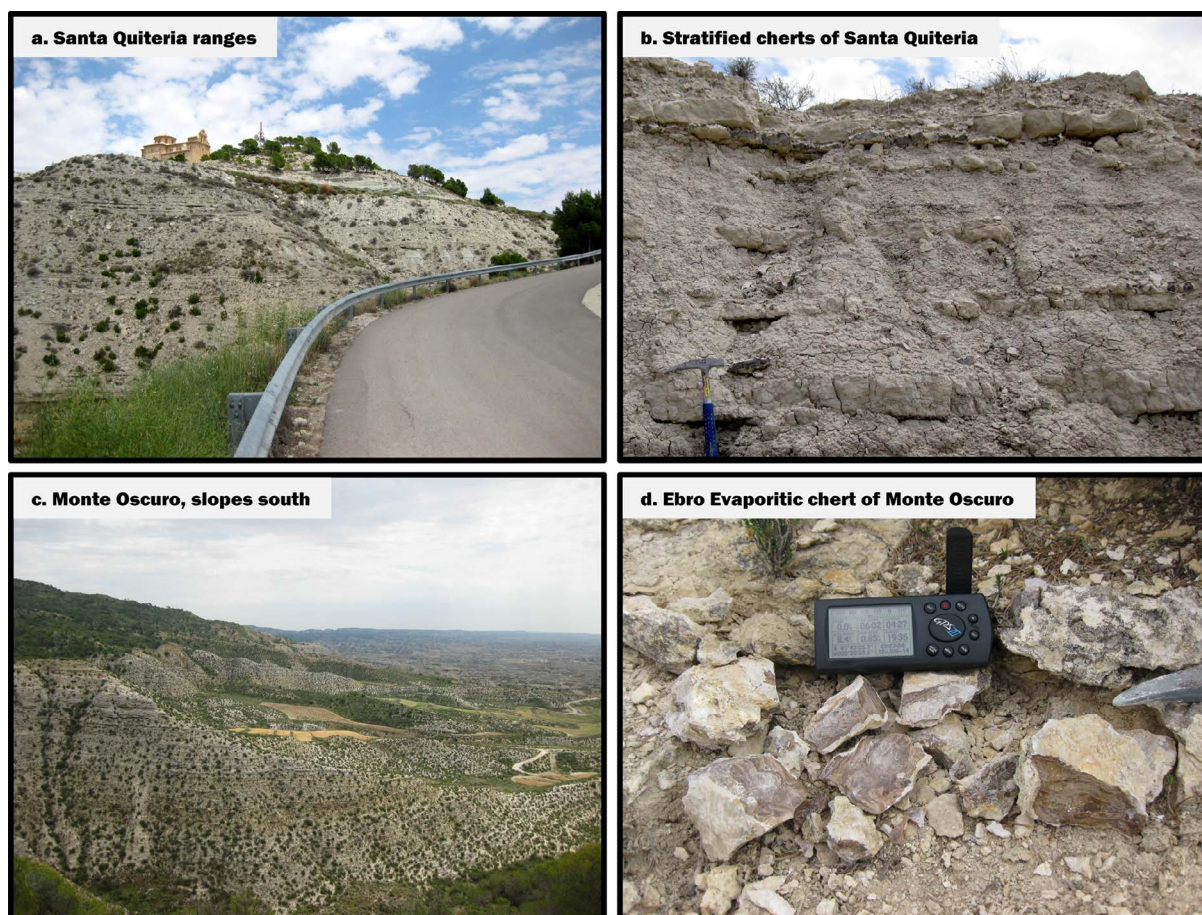 a. Santa Quiteria ranges
b. Stratified cherts of Santa Quiteria
c. Monte Oscuro, slopes south
d. Ebro Evaporitic chert of Monte Oscuro